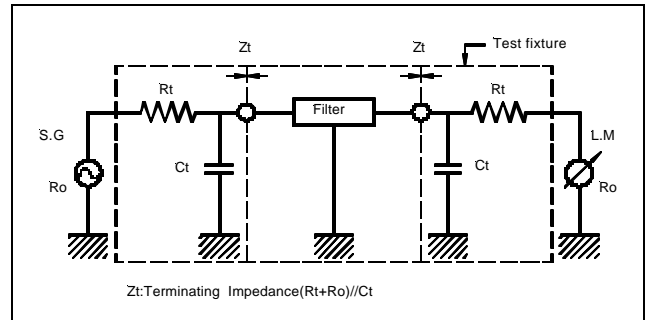 Zt
Zt
Test fixture
Rt
Filter
Rt
S.G
Ro
Ct
Ct
L.M
Ro
Zt:Terminating Impedance(Rt+Ro)//Ct